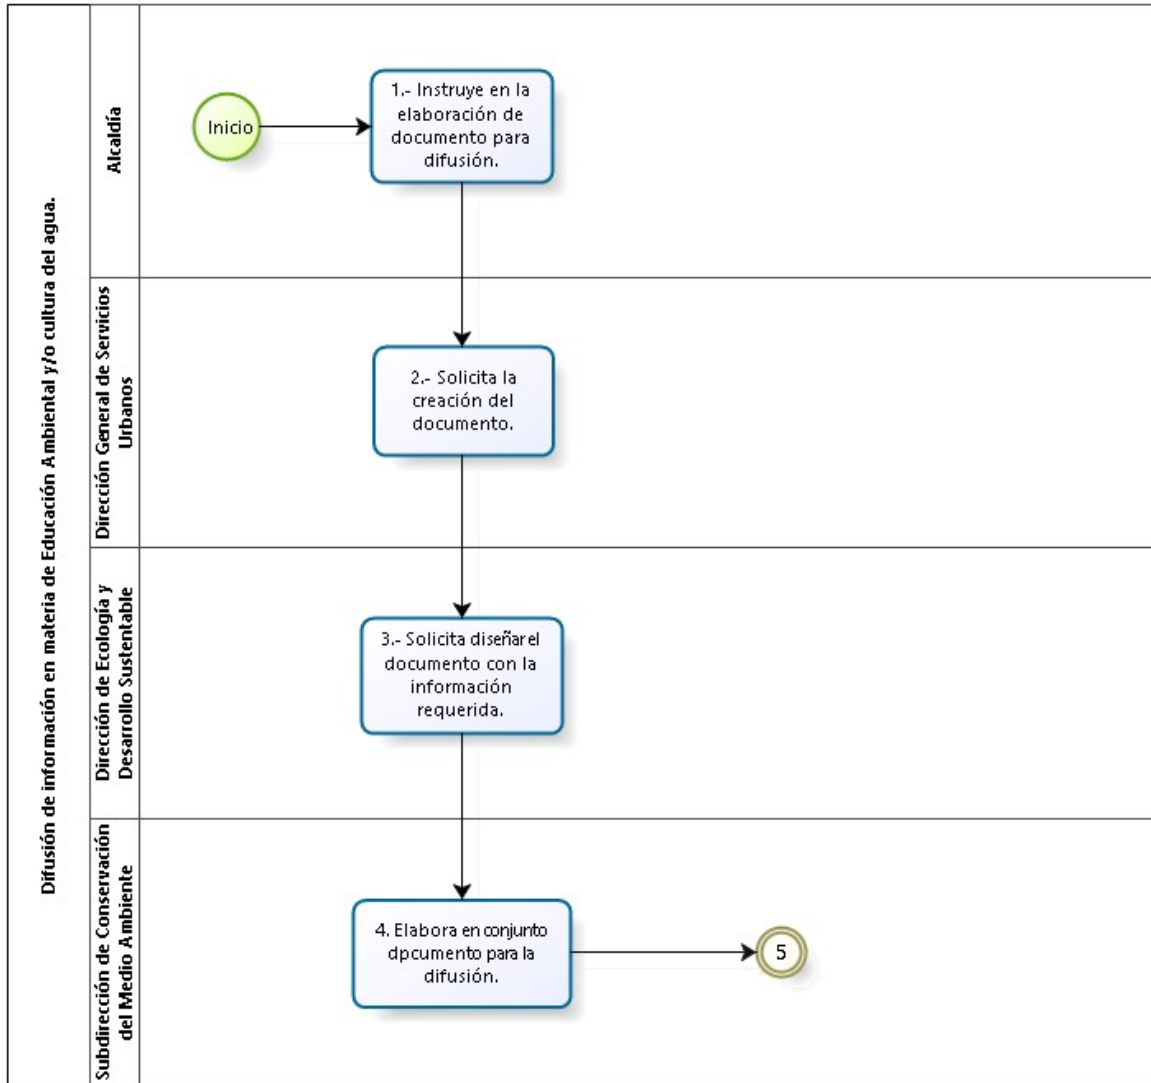 Difusión de información en materia de Educación Ambiental y/o cultura del agua.
Alcaldía
Inicio
1.- Instruye en la
elaboración de
documento para
difusión.
Dirección General de Servicios
Urbanos
2.- Solicita la
creación del
documento.
Dirección de Ecología y
Desarrollo Sustentable
3.- Solicita diseñarel
documento con la
información
requerida.
Subdirección de Conservación
del Medio Ambiente
4. Elabora en conjunto
dpcumento para la
difusión.
5